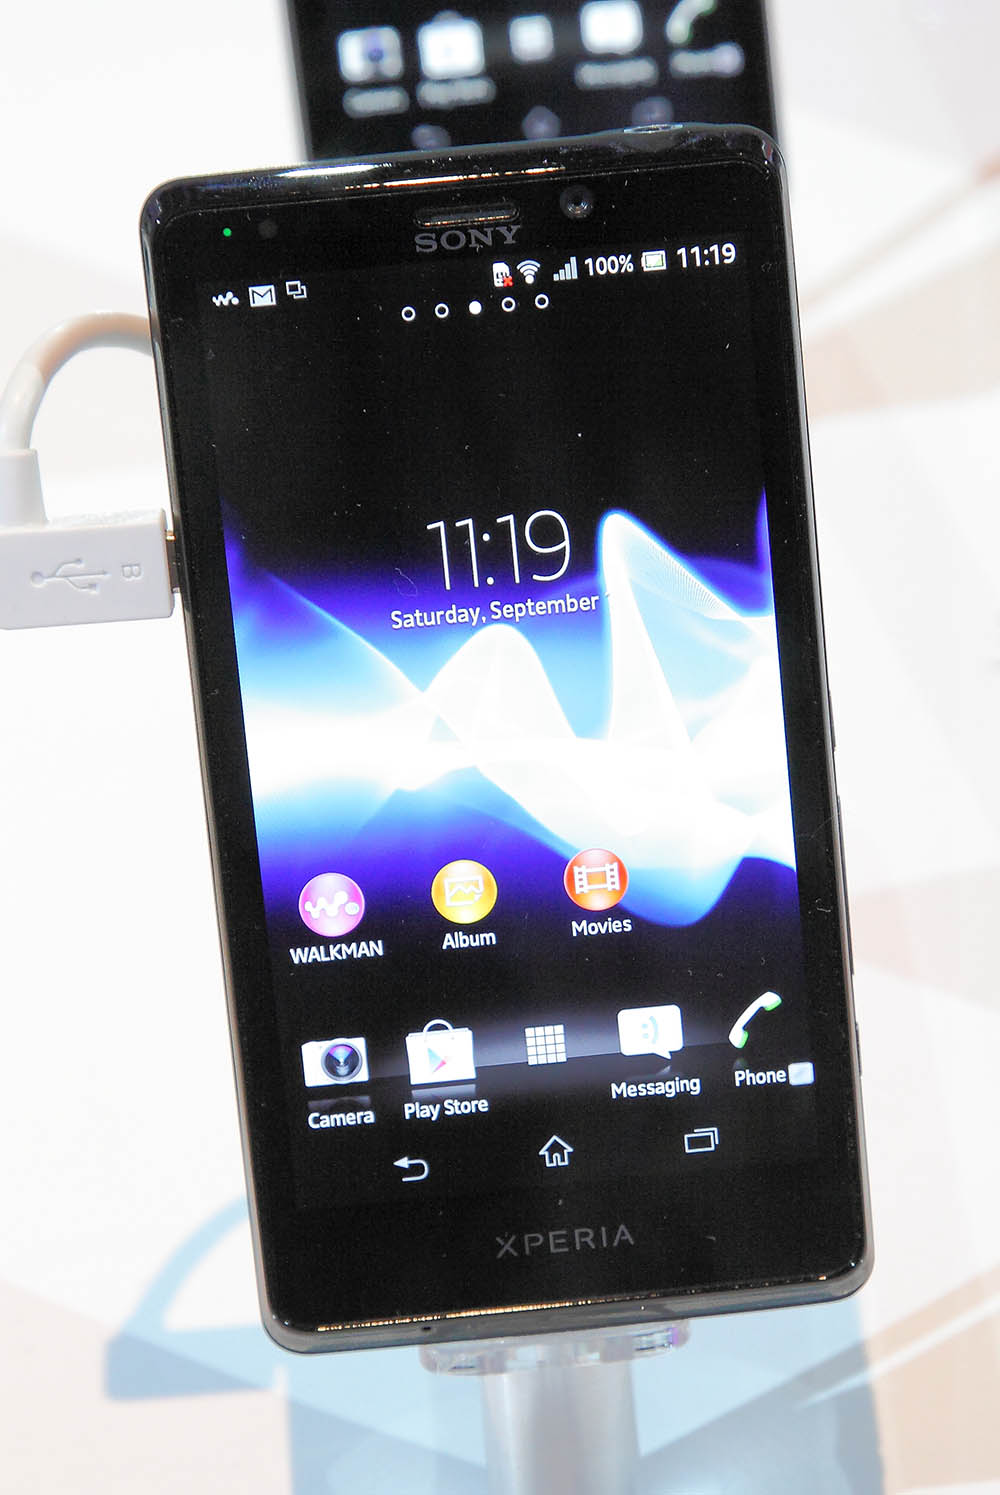 SONY
100% 11:19
11:19
Saturday, September
WALKMAN
Album
Movies
Camera
Play Store
Messaging
Phone
XPERIA
B